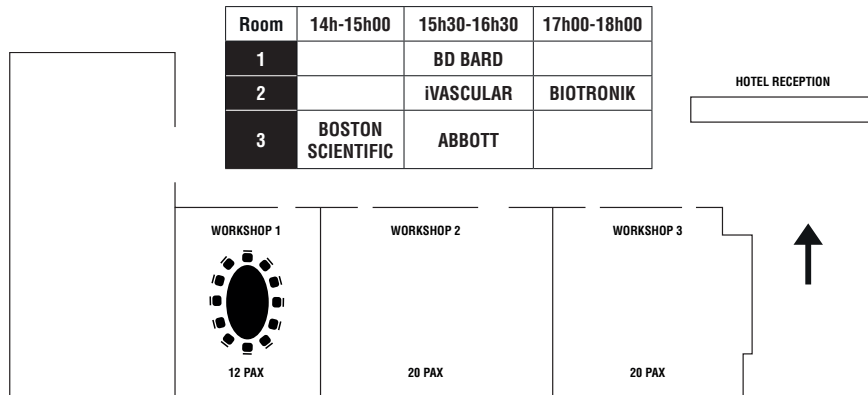 Room 14h-15h00 15h30-16h30 17h00-18h00
1 BD BARD
2 iVASCULAR BIOTRONIK
3 BOSTON SCIENTIFIC ABBOTT
HOTEL RECEPTION
WORKSHOP 1 WORKSHOP 2 WORKSHOP 3
12 PAX 20 PAX 20 PAX